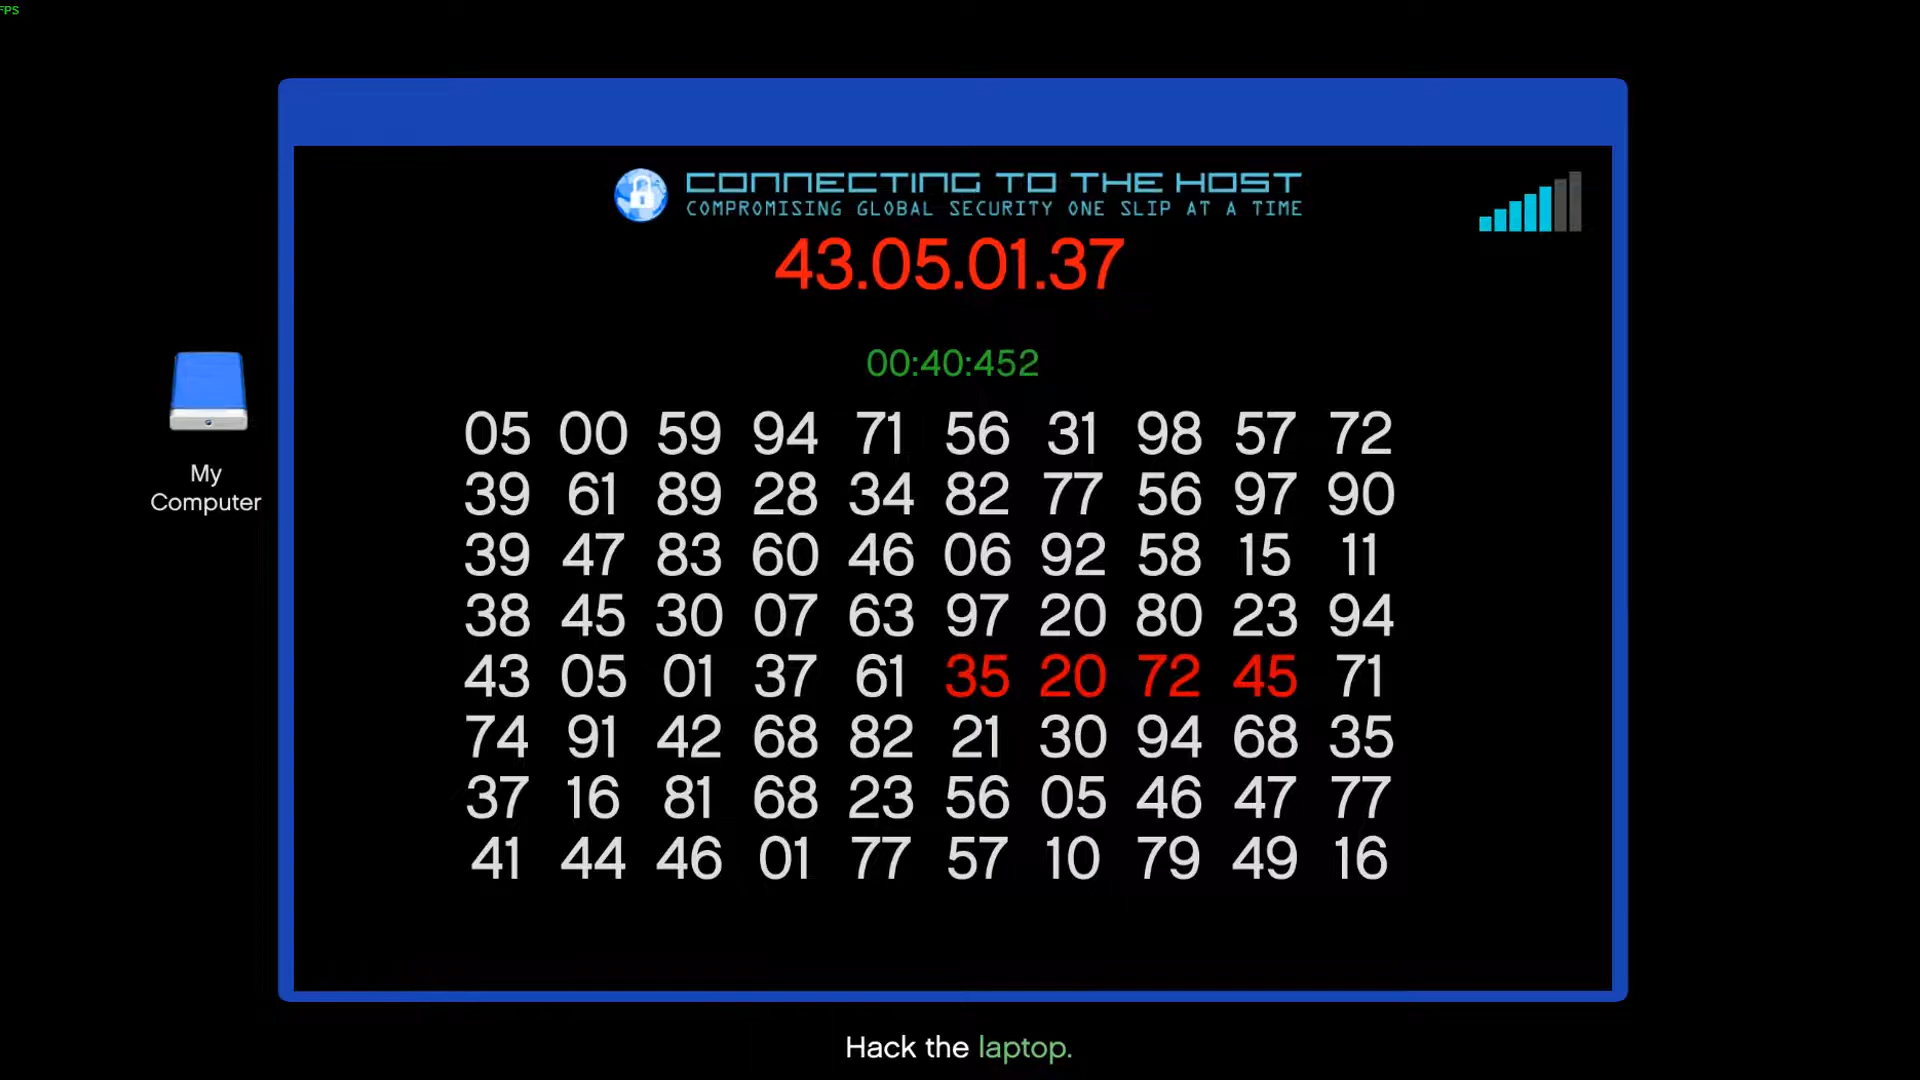 FPS
CONNECTING TO THE HOST
COMPROMISING GLOBAL SECURITY ONE SLIP AT A TIME
43.05.01.37
00:40:452
05 00 59 94 71 56 31 98 57 72
39 61 89 28 34 82 77 56 97 90
39 47 83 60 46 06 92 58 15 11
38 45 30 07 63 97 20 80 23 94
43 05 01 37 61 35 20 72 45 71
74 91 42 68 82 21 30 94 68 35
37 16 81 68 23 56 05 46 47 77
41 44 46 01 77 57 10 79 49 16
My
Computer
Hack the laptop.